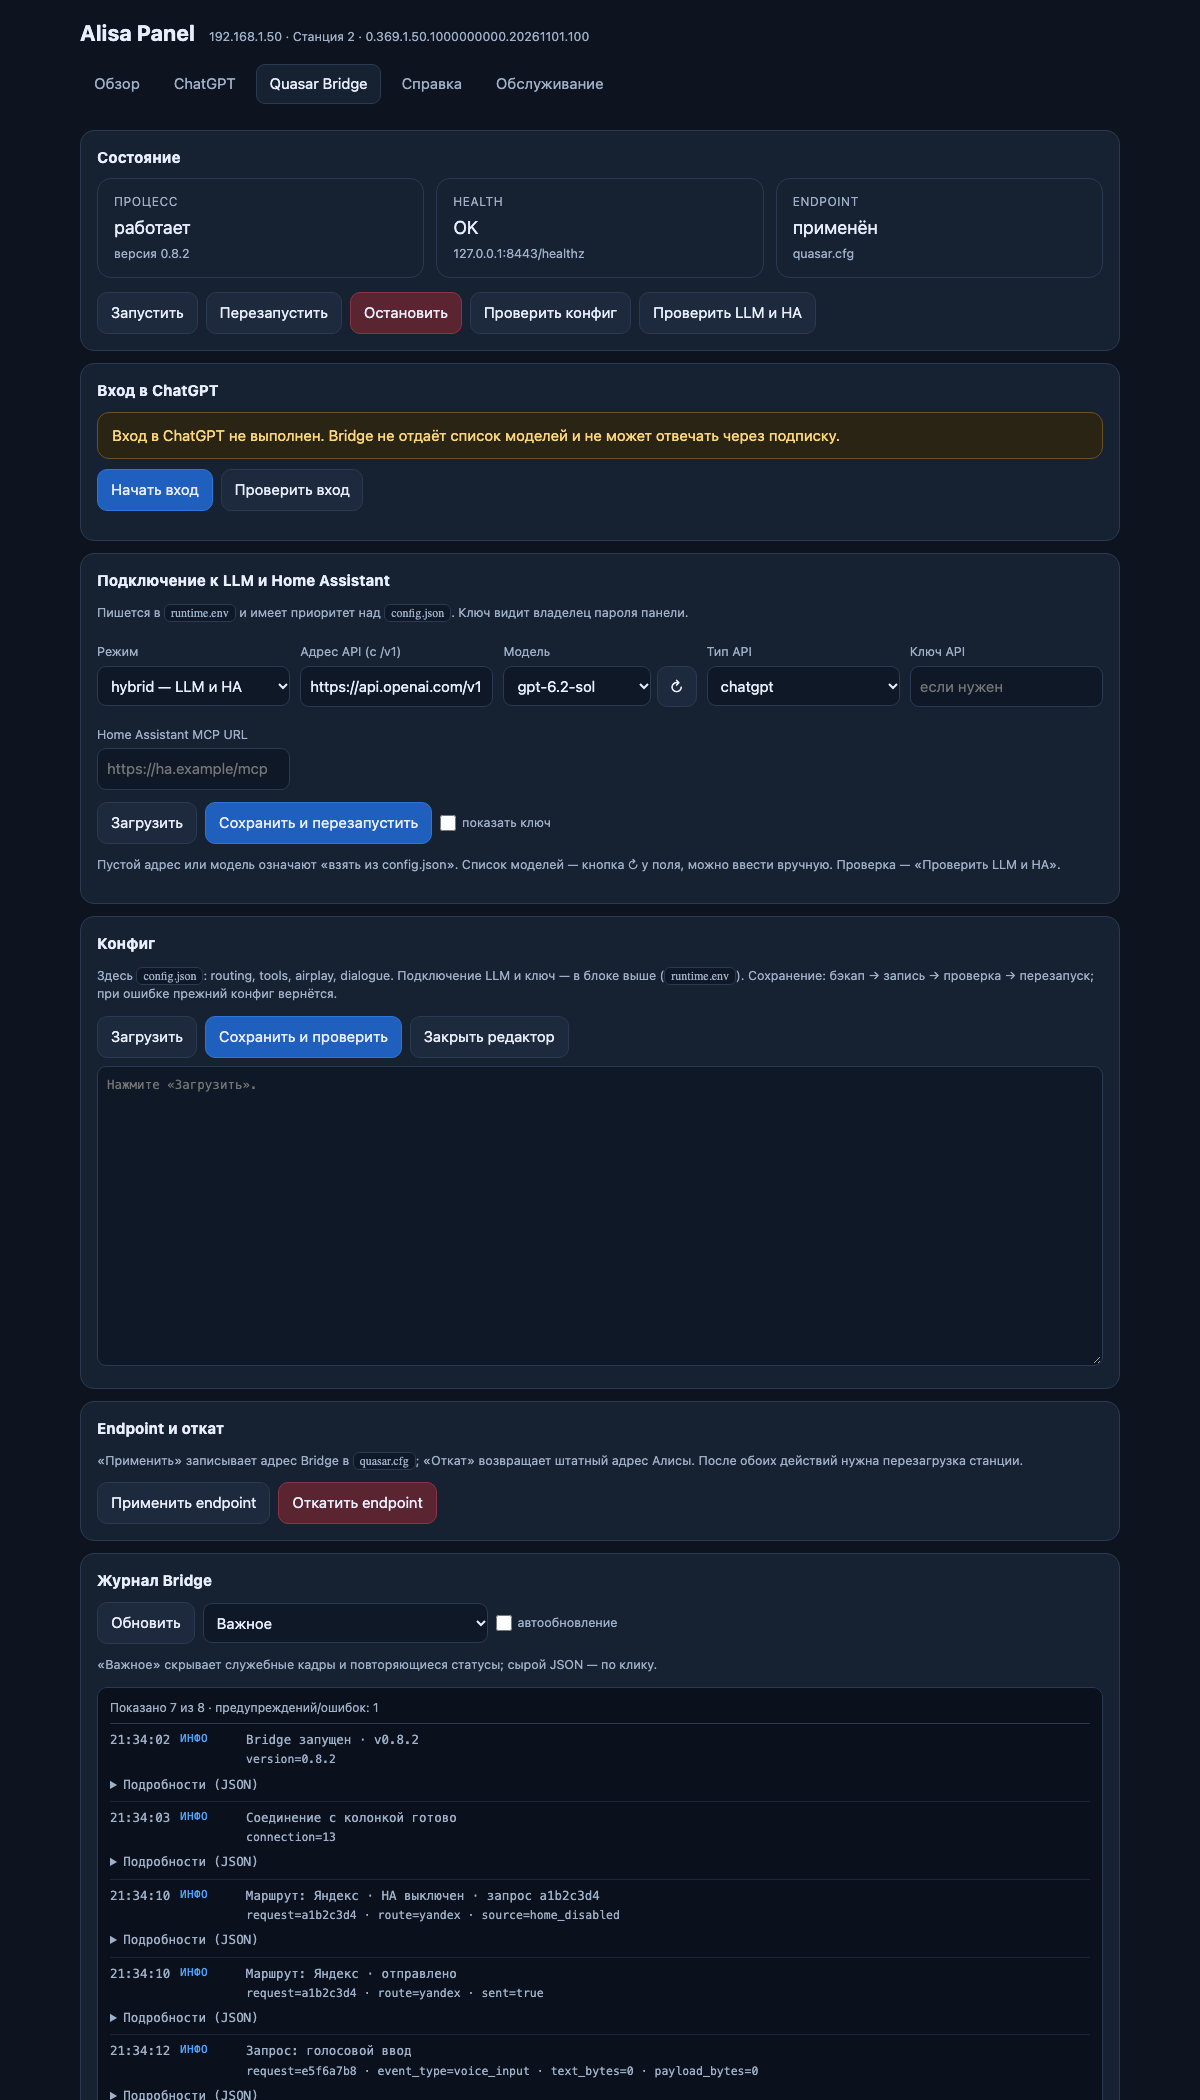 Alisa Panel 192.168.1.50 · Станция 2 · 0.369.1.50.1000000000.20261101.100
Обзор ChatGPT Quasar Bridge Справка Обслуживание
Состояние
ПРОЦЕСС
работает
версия 0.8.2
HEALTH
OK
127.0.0.1:8443/healthz
ENDPOINT
применён
quasar.cfg
Запустить Перезапустить Остановить Проверить конфиг Проверить LLM и HA
Вход в ChatGPT
Вход в ChatGPT не выполнен. Bridge не отдаёт список моделей и не может отвечать через подписку.
Начать вход Проверить вход
Подключение к LLM и Home Assistant
Пишется в runtime.env и имеет приоритет над config.json. Ключ видит владелец пароля панели.
Режим Адрес API (с /v1) Модель Тип API Ключ API
hybrid — LLM и HA https://api.openai.com/v1 gpt-6.2-sol ↻ chatgpt если нужен
Home Assistant MCP URL
https://ha.example/mcp
Загрузить Сохранить и перезапустить показать ключ
Пустой адрес или модель означают «взять из config.json». Список моделей — кнопка ↻ у поля, можно ввести вручную. Проверка — «Проверить LLM и HA».
Конфиг
Здесь config.json: routing, tools, airplay, dialogue. Подключение LLM и ключ — в блоке выше (runtime.env). Сохранение: бэкап → запись → проверка → перезапуск;
при ошибке прежний конфиг вернётся.
Загрузить Сохранить и проверить Закрыть редактор
Нажмите «Загрузить».
Endpoint и откат
«Применить» записывает адрес Bridge в quasar.cfg; «Откат» возвращает штатный адрес Алисы. После обоих действий нужна перезагрузка станции.
Применить endpoint Откатить endpoint
Журнал Bridge
Обновить Важное автообновление
«Важное» скрывает служебные кадры и повторяющиеся статусы; сырой JSON — по клику.
Показано 7 из 8 · предупреждений/ошибок: 1
21:34:02 ИНФО Bridge запущен · v0.8.2
version=0.8.2
▶ Подробности (JSON)
21:34:03 ИНФО Соединение с колонкой готово
connection=13
▶ Подробности (JSON)
21:34:10 ИНФО Маршрут: Яндекс · HA выключен · запрос a1b2c3d4
request=a1b2c3d4 · route=yandex · source=home_disabled
▶ Подробности (JSON)
21:34:10 ИНФО Маршрут: Яндекс · отправлено
request=a1b2c3d4 · route=yandex · sent=true
▶ Подробности (JSON)
21:34:12 ИНФО Запрос: голосовой ввод
request=e5f6a7b8 · event_type=voice_input · text_bytes=0 · payload_bytes=0
▶ Подробности (JSON)